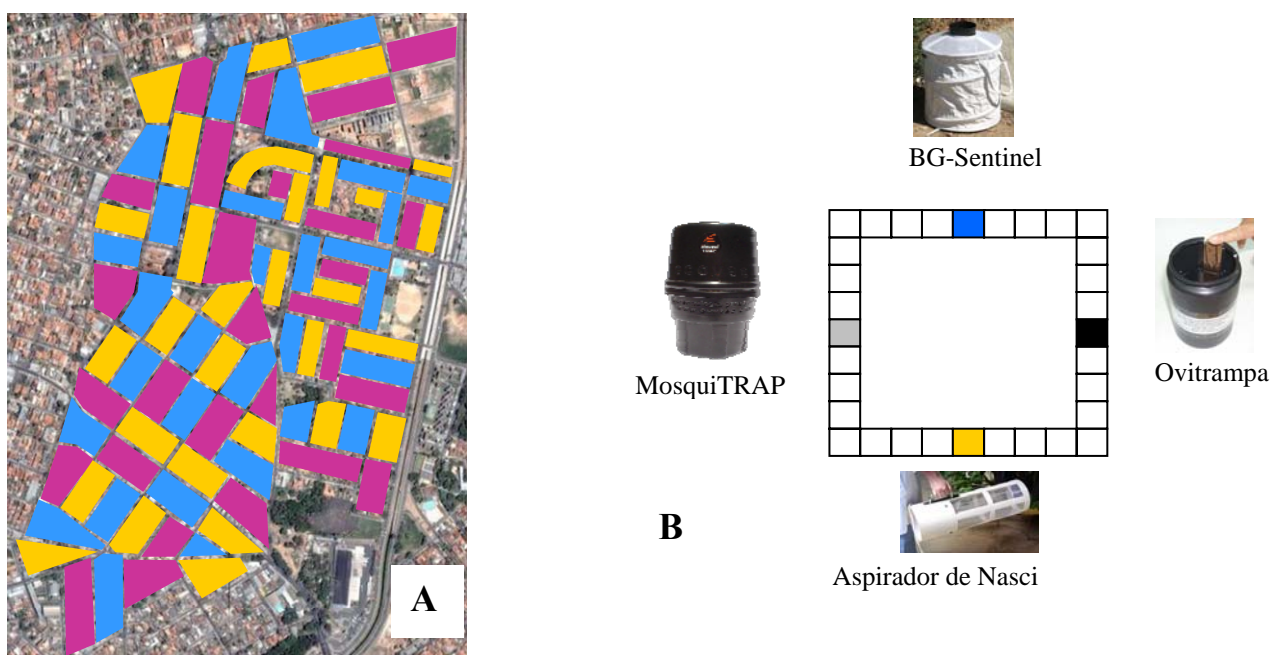 BG-Sentinel
MosquiTRAP
Ovitrampa
B
Aspirador de Nasci
A